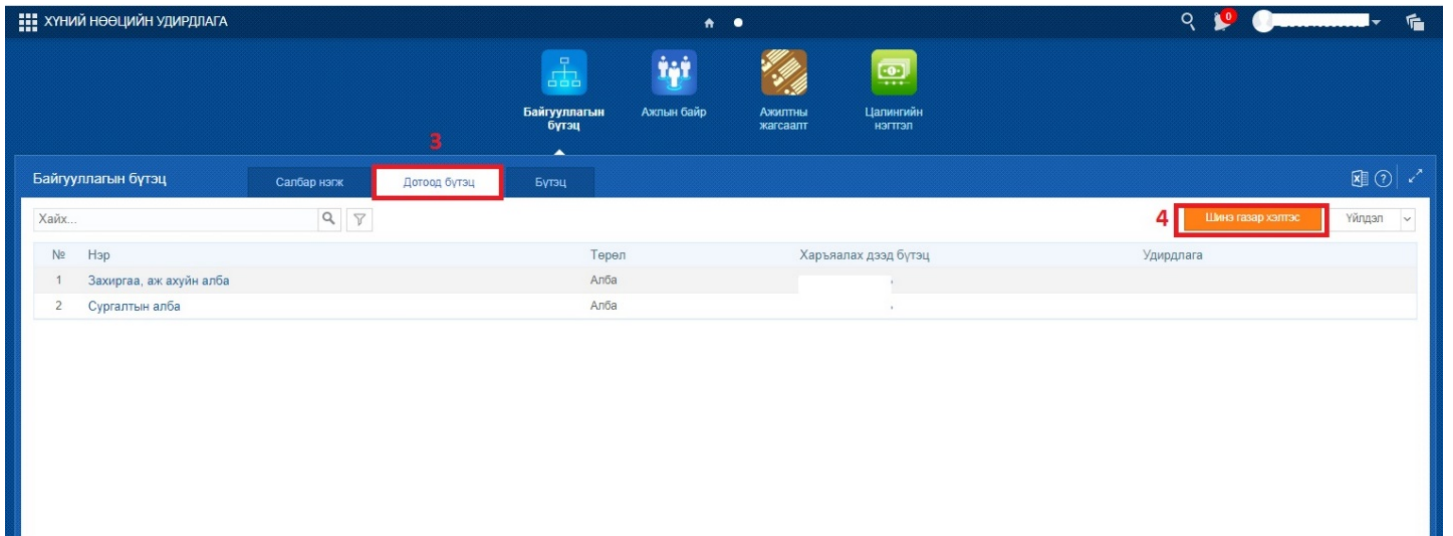 ХҮНИЙ НӨӨЦИЙН УДИРДЛАГА
0
Байгууллагын бүтэц
Ажлын байр
Ажилтны жагсаалт
Цалингийн нэгтгэл
3
Байгууллагын бүтэц
Салбар нэгж
Дотоод бүтэц
Бүтэц
Хайх...
4
Шинэ газар хэлтэс
Үйлдэл
№ Нэр Төрөл Харъяалах дээд бүтэц Удирдлага
1 Захиргаа, аж ахуйн алба Алба
2 Сургалтын алба Алба